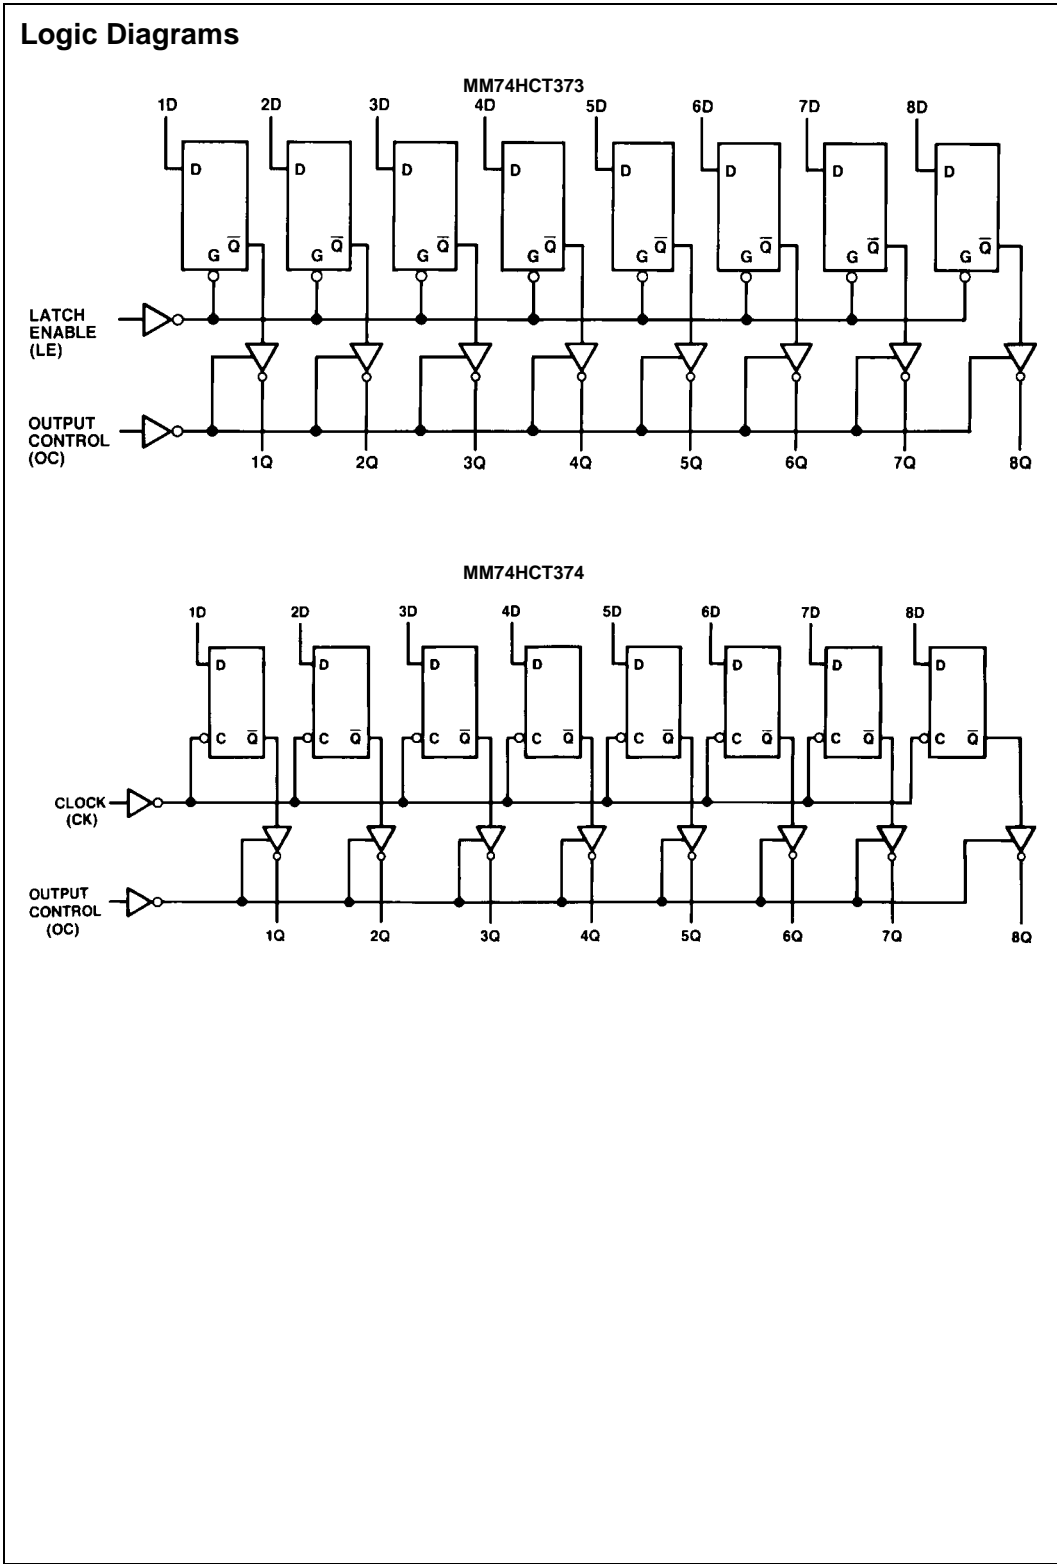 Logic Diagrams
MM74HCT373
1D 2D 3D 4D 5D 6D 7D 8D
D D D D D D D D
Q̅ Q̅ Q̅ Q̅ Q̅ Q̅ Q̅ Q̅
G G G G G G G G
LATCH
ENABLE
(LE)
OUTPUT
CONTROL
(OC)
1Q 2Q 3Q 4Q 5Q 6Q 7Q 8Q
MM74HCT374
1D 2D 3D 4D 5D 6D 7D 8D
D D D D D D D D
C Q̅ C Q̅ C Q̅ C Q̅ C Q̅ C Q̅ C Q̅ C Q̅
CLOCK
(CK)
OUTPUT
CONTROL
(OC)
1Q 2Q 3Q 4Q 5Q 6Q 7Q 8Q